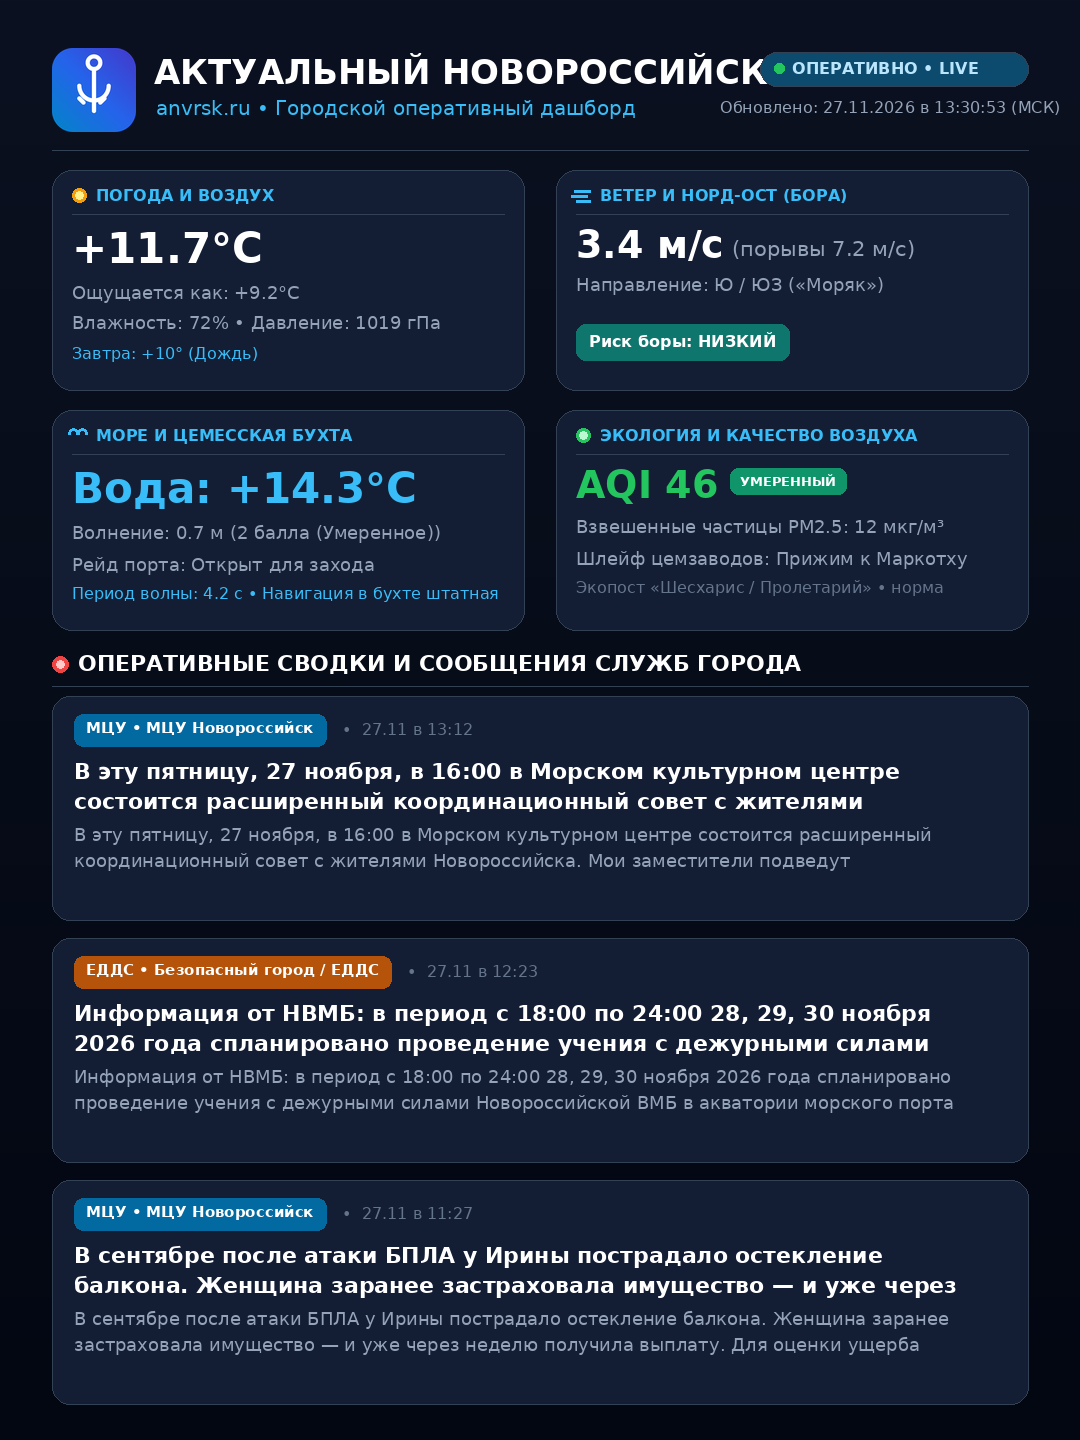 АКТУАЛЬНЫЙ НОВОРОССИЙСК
ОПЕРАТИВНО • LIVE
anvrsk.ru • Городской оперативный дашборд
Обновлено: 27.11.2026 в 13:30:53 (МСК)
ПОГОДА И ВОЗДУХ
+11.7°C
Ощущается как: +9.2°C
Влажность: 72% • Давление: 1019 гПа
Завтра: +10° (Дождь)
ВЕТЕР И НОРД-ОСТ (БОРА)
3.4 м/с (порывы 7.2 м/с)
Направление: Ю / ЮЗ («Моряк»)
Риск боры: НИЗКИЙ
МОРЕ И ЦЕМЕССКАЯ БУХТА
Вода: +14.3°C
Волнение: 0.7 м (2 балла (Умеренное))
Рейд порта: Открыт для захода
Период волны: 4.2 с • Навигация в бухте штатная
ЭКОЛОГИЯ И КАЧЕСТВО ВОЗДУХА
AQI 46 УМЕРЕННЫЙ
Взвешенные частицы PM2.5: 12 мкг/м³
Шлейф цемзаводов: Прижим к Маркотху
Экопост «Шесхарис / Пролетарий» • норма
ОПЕРАТИВНЫЕ СВОДКИ И СООБЩЕНИЯ СЛУЖБ ГОРОДА
МЦУ • МЦУ Новороссийск • 27.11 в 13:12
В эту пятницу, 27 ноября, в 16:00 в Морском культурном центре
состоится расширенный координационный совет с жителями
В эту пятницу, 27 ноября, в 16:00 в Морском культурном центре состоится расширенный
координационный совет с жителями Новороссийска. Мои заместители подведут
ЕДДС • Безопасный город / ЕДДС • 27.11 в 12:23
Информация от НВМБ: в период с 18:00 по 24:00 28, 29, 30 ноября
2026 года спланировано проведение учения с дежурными силами
Информация от НВМБ: в период с 18:00 по 24:00 28, 29, 30 ноября 2026 года спланировано
проведение учения с дежурными силами Новороссийской ВМБ в акватории морского порта
МЦУ • МЦУ Новороссийск • 27.11 в 11:27
В сентябре после атаки БПЛА у Ирины пострадало остекление
балкона. Женщина заранее застраховала имущество — и уже через
В сентябре после атаки БПЛА у Ирины пострадало остекление балкона. Женщина заранее
застраховала имущество — и уже через неделю получила выплату. Для оценки ущерба